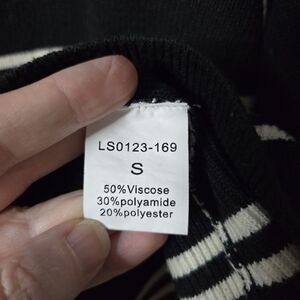 LS0123-169
S
50%Viscose
30%polyamide
20%polyester